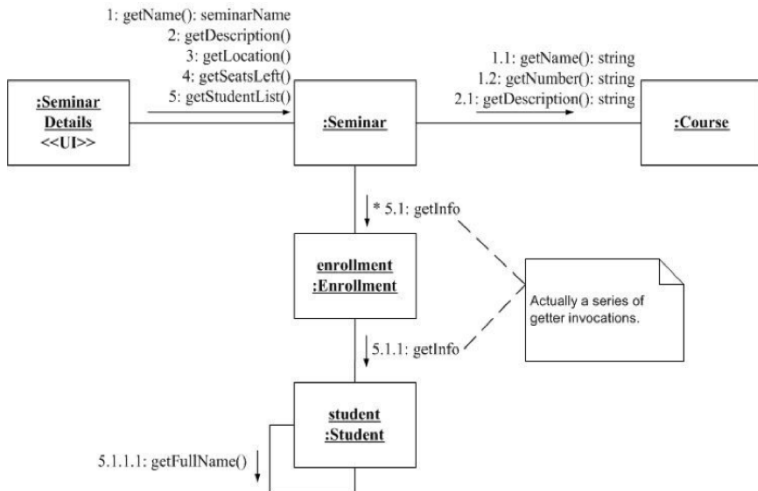 1: getName(): seminarName
2: getDescription()
3: getLocation()
4: getSeatsLeft()
5: getStudentList()
1.1: getName(): string
1.2: getNumber(): string
2.1: getDescription(): string
:Seminar
Details
<<UI>>
:Seminar
:Course
* 5.1: getInfo
enrollment
:Enrollment
Actually a series of
getter invocations.
5.1.1: getInfo
student
:Student
5.1.1.1: getFullName()